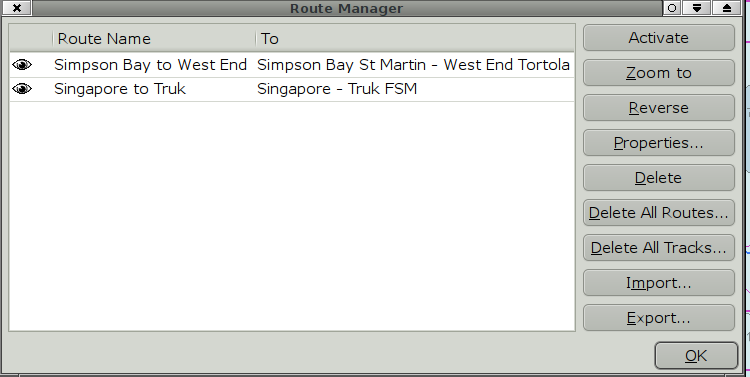 Route Manager
Route Name To
Simpson Bay to West End Simpson Bay St Martin - West End Tortola
Singapore to Truk Singapore - Truk FSM
Activate
Zoom to
Reverse
Properties...
Delete
Delete All Routes...
Delete All Tracks...
Import...
Export...
OK